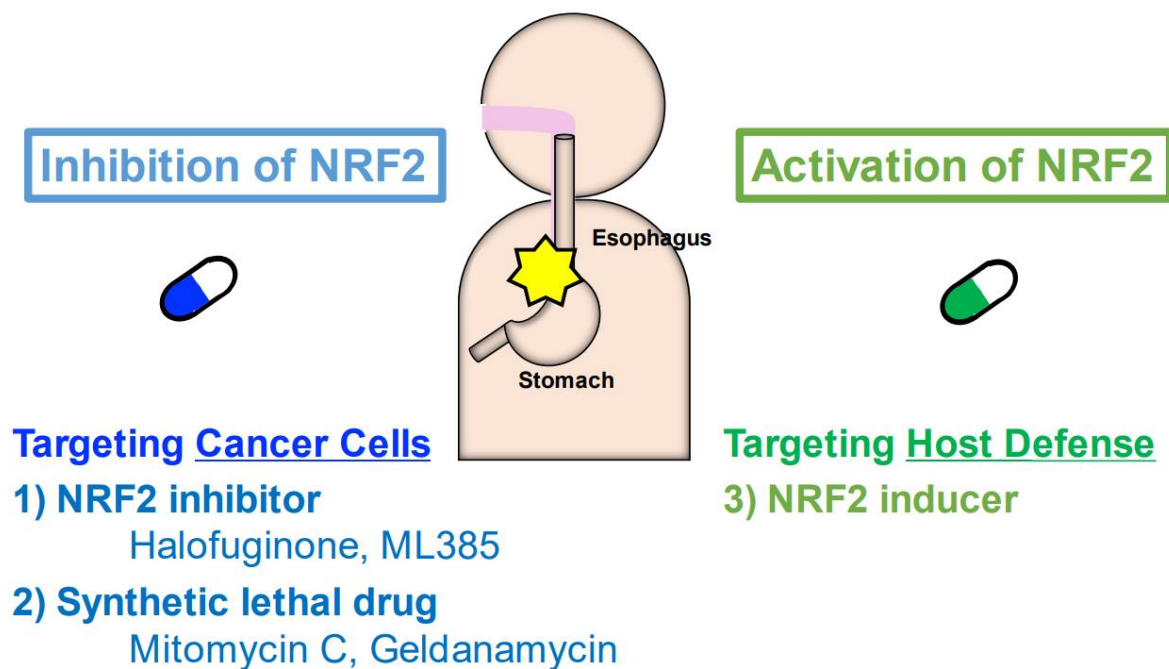 Inhibition of NRF2
Activation of NRF2
Esophagus
Stomach
Targeting Cancer Cells
1) NRF2 inhibitor
Halofuginone, ML385
2) Synthetic lethal drug
Mitomycin C, Geldanamycin
Targeting Host Defense
3) NRF2 inducer